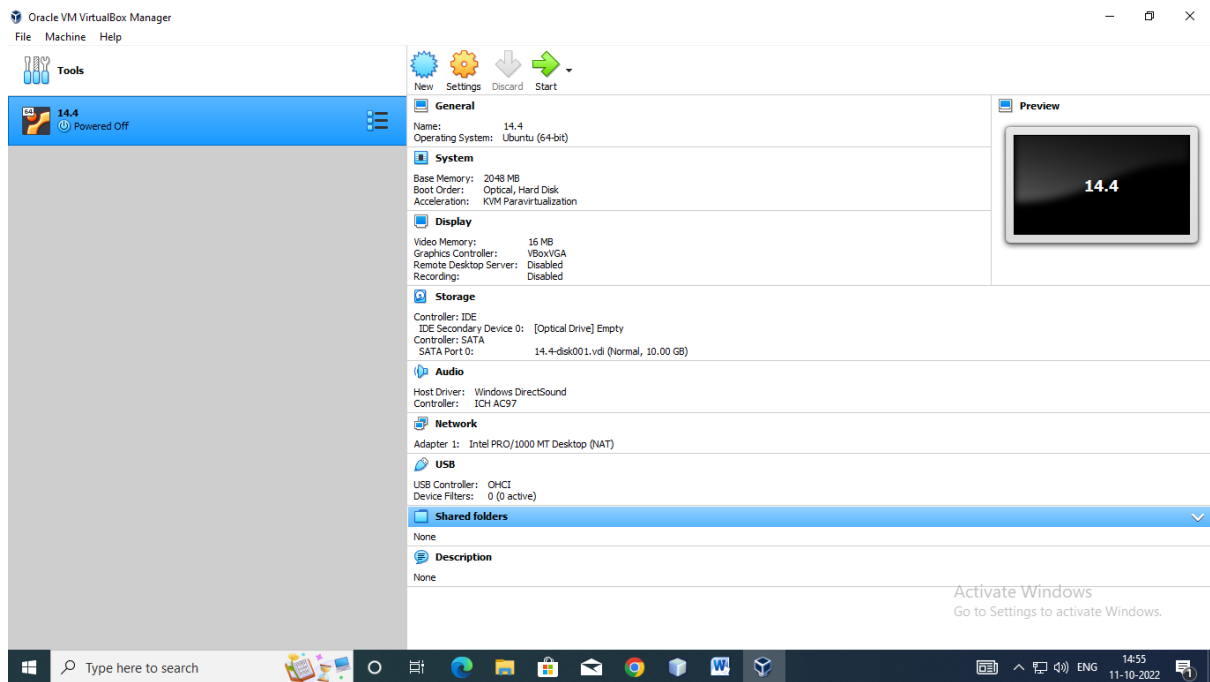 Oracle VM VirtualBox Manager
File Machine Help
Tools
New Settings Discard Start
64
14.4
Powered Off
General
Name: 14.4
Operating System: Ubuntu (64-bit)
System
Base Memory: 2048 MB
Boot Order: Optical, Hard Disk
Acceleration: KVM Paravirtualization
Display
Video Memory: 16 MB
Graphics Controller: VBoxVGA
Remote Desktop Server: Disabled
Recording: Disabled
Preview
14.4
Storage
Controller: IDE
IDE Secondary Device 0: [Optical Drive] Empty
Controller: SATA
SATA Port 0: 14.4-disk001.vdi (Normal, 10.00 GB)
Audio
Host Driver: Windows DirectSound
Controller: ICH AC97
Network
Adapter 1: Intel PRO/1000 MT Desktop (NAT)
USB
USB Controller: OHCI
Device Filters: 0 (0 active)
Shared folders
None
Description
None
Activate Windows
Go to Settings to activate Windows.
Type here to search
W
ENG
14:55
11-10-2022
1